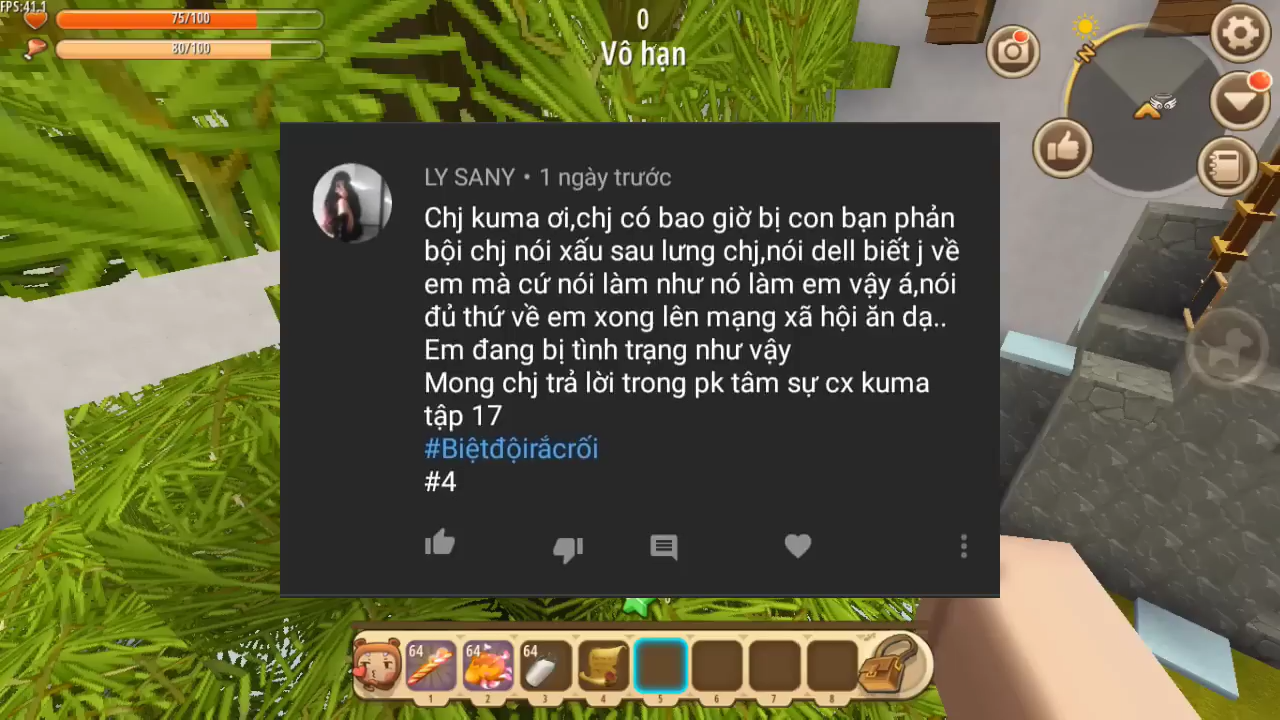 FPS:41.1
75/100
80/100
0
Vô hạn
N
LY SANY • 1 ngày trước
Chj kuma ơi,chj có bao giờ bị con bạn phản
bội chj nói xấu sau lưng chj,nói dell biết j về
em mà cứ nói làm như nó làm em vậy á,nói
đủ thứ về em xong lên mạng xã hội ăn dạ..
Em đang bị tình trạng như vậy
Mong chj trả lời trong pk tâm sự cx kuma
tập 17
#Biệtđộirắcrối
#4
64 64 64
1 2 3 4 5 6 7 8